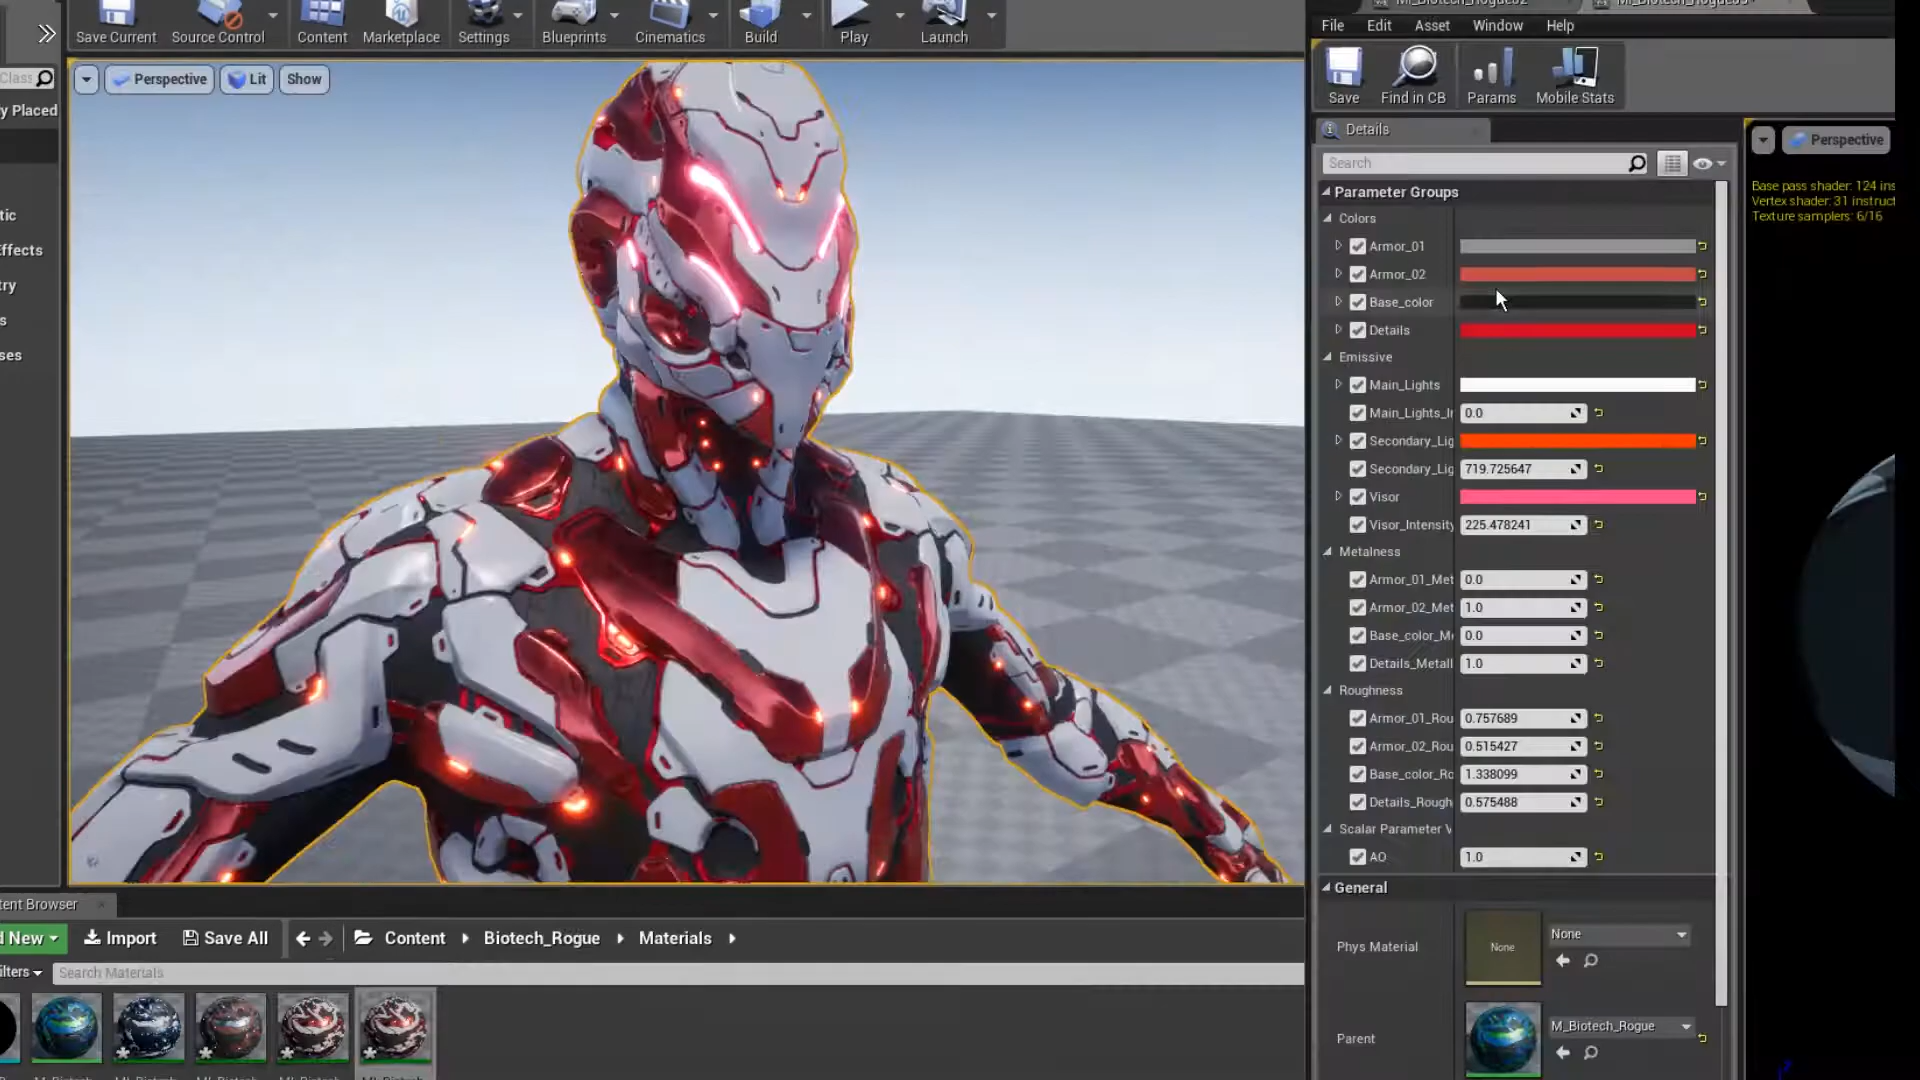 Save Current
Source Control
Content
Marketplace
Settings
Blueprints
Cinematics
Build
Play
Launch
Class
y Placed
tic
ffects
try
s
ses
Perspective
Lit
Show
File
Edit
Asset
Window
Help
Save
Find in CB
Params
Mobile Stats
Details
Search
Parameter Groups
Colors
Armor_01
Armor_02
Base_color
Details
Emissive
Main_Lights
Main_Lights_I
0.0
Secondary_Lig
Secondary_Lig
719.725647
Visor
Visor_Intensity
225.478241
Metalness
Armor_01_Met
0.0
Armor_02_Met
1.0
Base_color_M
0.0
Details_Metall
1.0
Roughness
Armor_01_Rou
0.757689
Armor_02_Rou
0.515427
Base_color_Ro
1.338099
Details_Rough
0.575488
Scalar Parameter V
AO
1.0
General
Phys Material
None
None
Parent
M_Biotech_Rogue
Perspective
Base pass shader: 124 ins
Vertex shader: 31 instruct
Texture samplers: 6/16
tent Browser
d New
Import
Save All
Content
Biotech_Rogue
Materials
ilters
Search Materials